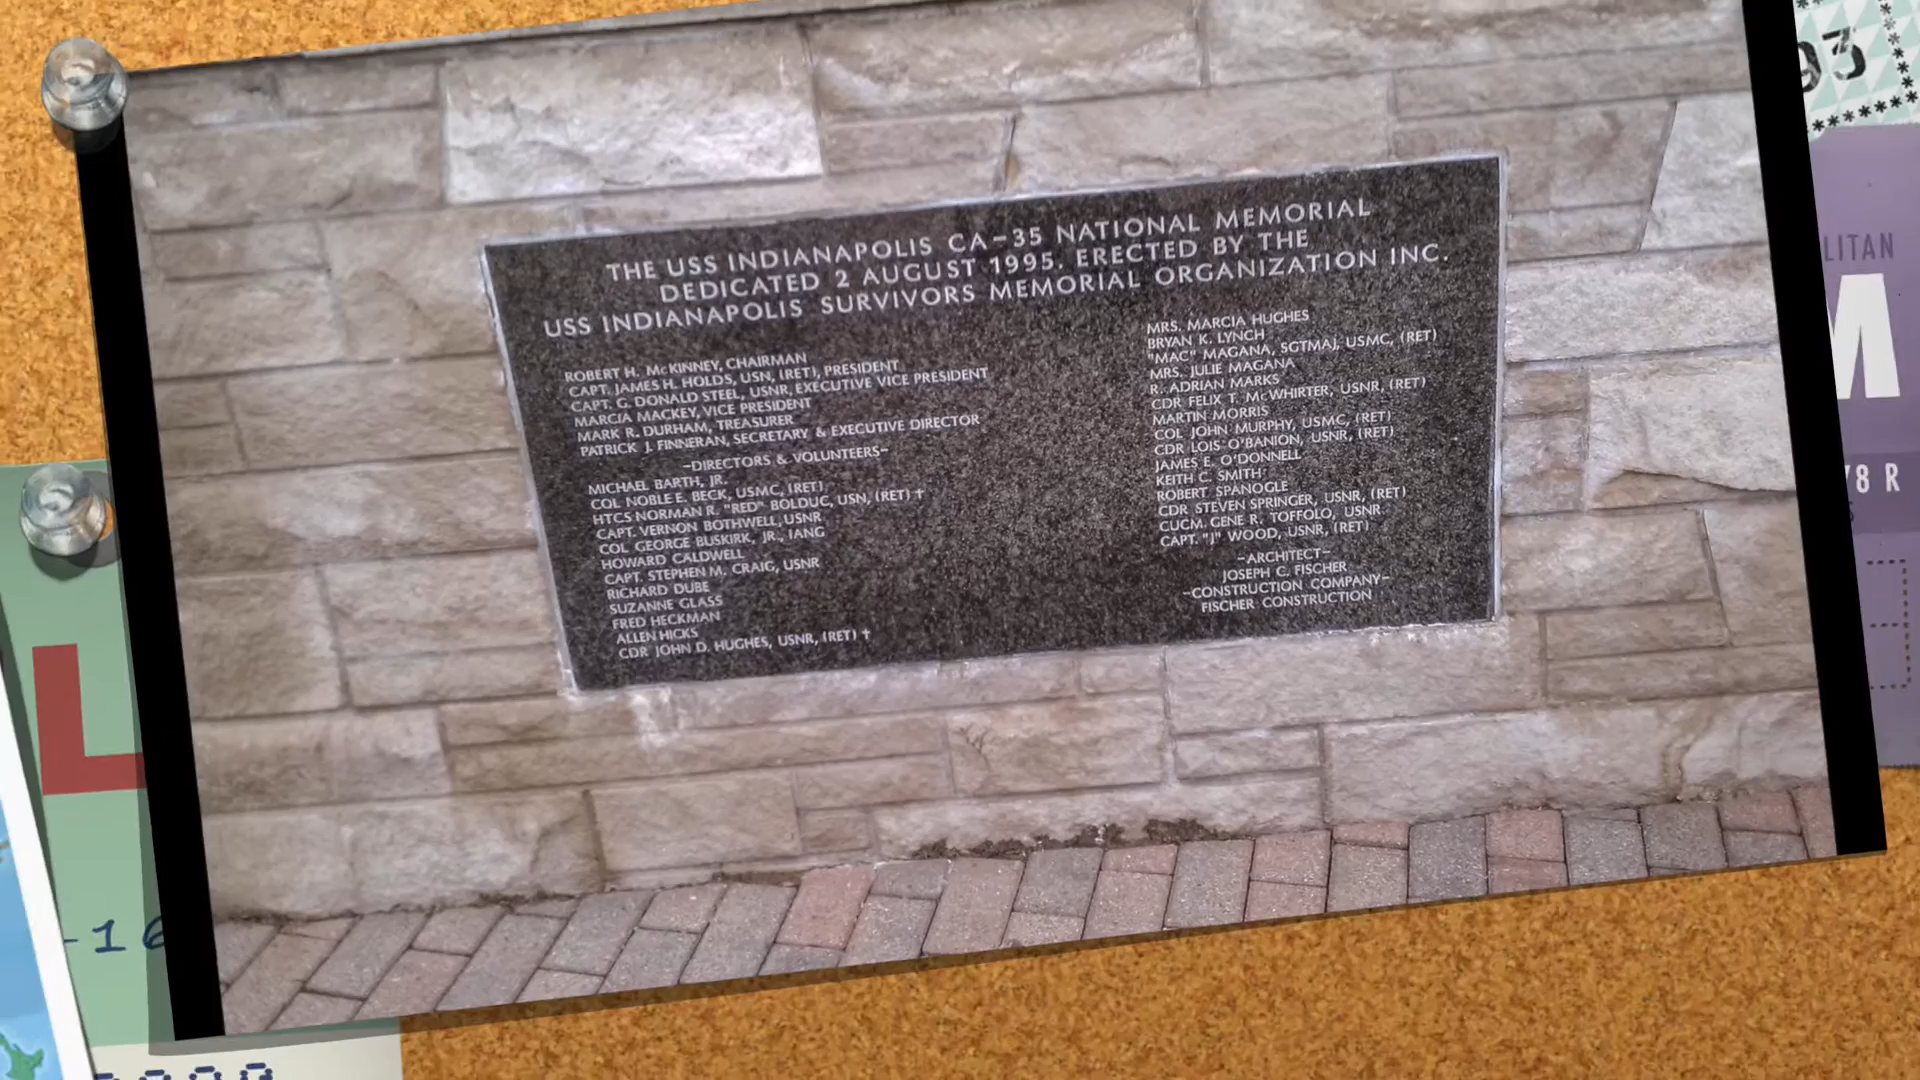 THE USS INDIANAPOLIS CA-35 NATIONAL MEMORIAL
DEDICATED 2 AUGUST 1995. ERECTED BY THE
USS INDIANAPOLIS SURVIVORS MEMORIAL ORGANIZATION INC.
ROBERT H. McKINNEY, CHAIRMAN
CAPT. JAMES H. HOLDS, USN, (RET), PRESIDENT
CAPT. G. DONALD STEEL, USNR, EXECUTIVE VICE PRESIDENT
MARCIA MACKEY, VICE PRESIDENT
MARK R. DURHAM, TREASURER
PATRICK J. FINNERAN, SECRETARY & EXECUTIVE DIRECTOR
-DIRECTORS & VOLUNTEERS-
MICHAEL BARTH, JR.
COL NOBLE E. BECK, USMC, (RET)
HTCS NORMAN R. "RED" BOLDUC, USN, (RET) †
CAPT. VERNON BOTHWELL, USNR
COL GEORGE BUSKIRK, JR., IANG
HOWARD CALDWELL
CAPT. STEPHEN M. CRAIG, USNR
RICHARD DUBE
SUZANNE GLASS
FRED HECKMAN
ALLEN HICKS
CDR JOHN D. HUGHES, USNR, (RET) †
MRS. MARCIA HUGHES
BRYAN K. LYNCH
"MAC" MAGANA, SGTMAJ, USMC, (RET)
MRS. JULIE MAGANA
R. ADRIAN MARKS
CDR FELIX T. McWHIRTER, USNR, (RET)
MARTIN MORRIS
COL JOHN MURPHY, USMC, (RET)
CDR LOIS O'BANION, USNR, (RET)
JAMES E. O'DONNELL
KEITH C. SMITH
ROBERT SPANOGLE
CDR STEVEN SPRINGER, USNR, (RET)
CUCM. GENE R. TOFFOLO, USNR
CAPT. "J" WOOD, USNR, (RET)
-ARCHITECT-
JOSEPH C. FISCHER
-CONSTRUCTION COMPANY-
FISCHER CONSTRUCTION
93
LITAN
M
/8 R
L
-16